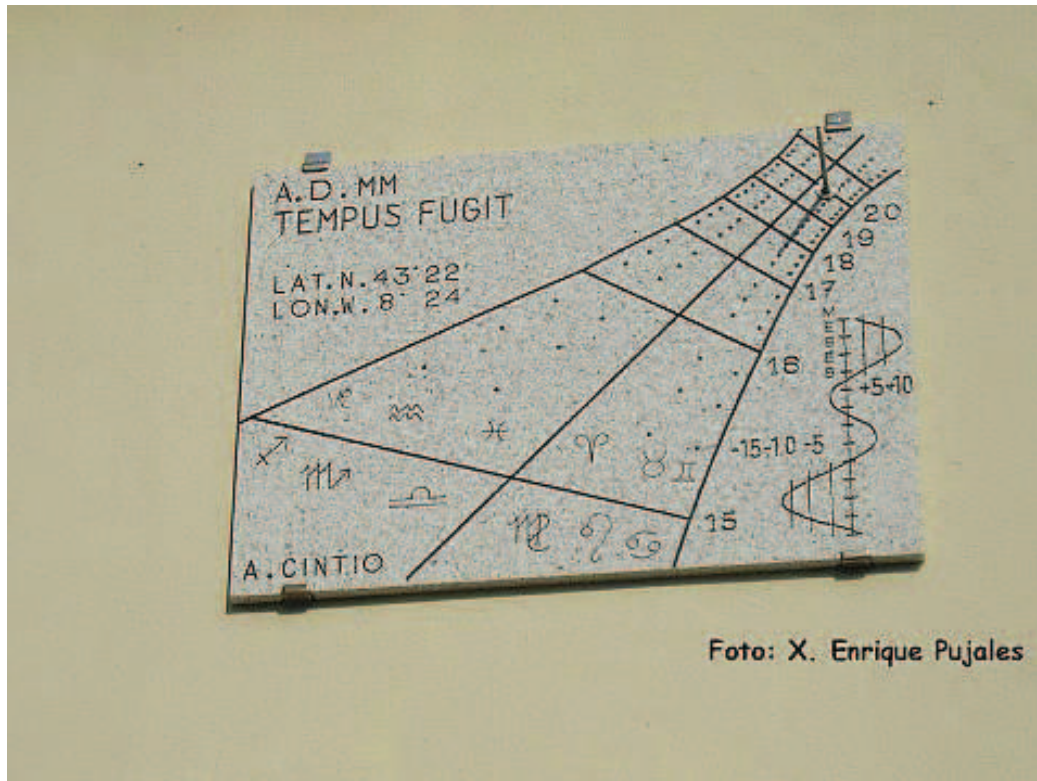 A.D.MM
TEMPUS FUGIT
LAT.N.43°22
LON.W.8° 24
20
19
18
17
MESES
16
+5+10
-15-10-5
15
A.CINTIO
Foto: X. Enrique Pujales